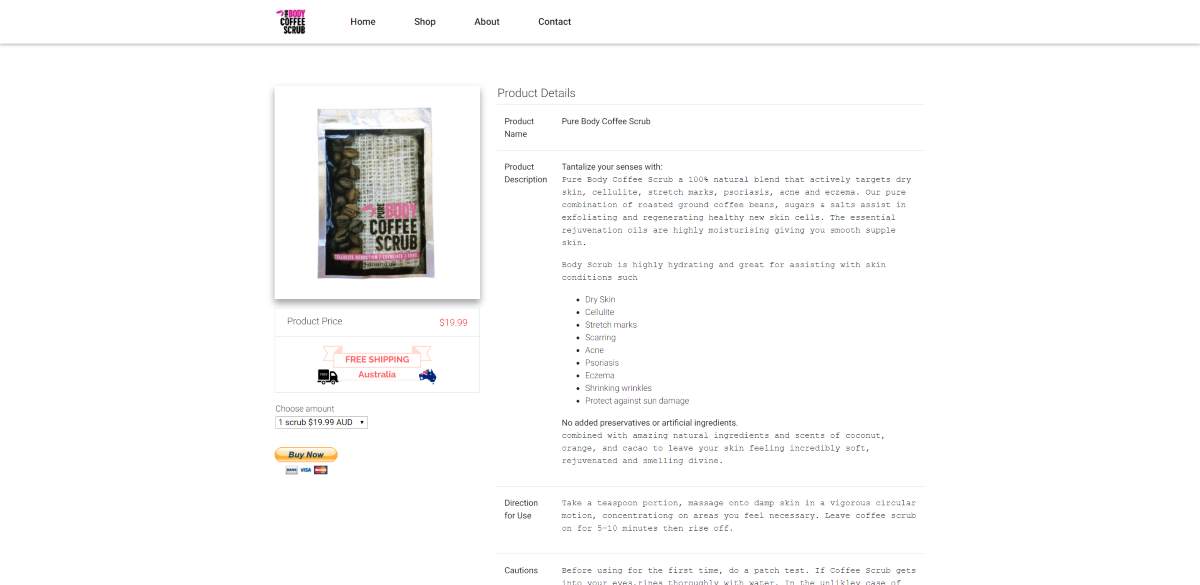 PURE BODY
COFFEE
SCRUB
Home
Shop
About
Contact
PURE BODY
COFFEE
SCRUB
Product Price
$19.99
FREE SHIPPING
Australia
Choose amount
1 scrub $19.99 AUD
Buy Now
VISA
Product Details
Product
Name
Pure Body Coffee Scrub
Product
Description
Tantalize your senses with:
Pure Body Coffee Scrub a 100% natural blend that actively targets dry
skin, cellulite, stretch marks, psoriasis, acne and eczema. Our pure
combination of roasted ground coffee beans, sugars & salts assist in
exfoliating and regenerating healthy new skin cells. The essential
rejuvenation oils are highly moisturising giving you smooth supple
skin.
Body Scrub is highly hydrating and great for assisting with skin
conditions such
Dry Skin
Cellulite
Stretch marks
Scarring
Acne
Psoriasis
Eczema
Shrinking wrinkles
Protect against sun damage
No added preservatives or artificial ingredients.
combined with amazing natural ingredients and scents of coconut,
orange, and cacao to leave your skin feeling incredibly soft,
rejuvenated and smelling divine.
Direction
for Use
Take a teaspoon portion, massage onto damp skin in a vigorous circular
motion, concentrationg on areas you feel necessary. Leave coffee scrub
on for 5-10 minutes then rise off.
Cautions
Before using for the first time, do a patch test. If Coffee Scrub gets
into your eyes,rines thoroughly with water. In the unlikley case of